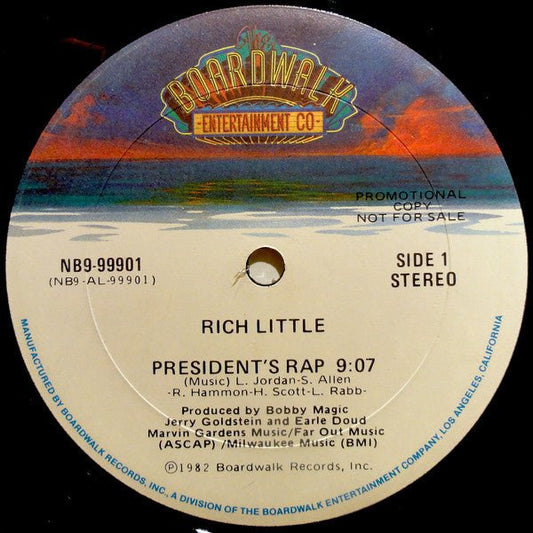 The
BOARDWALK
ENTERTAINMENT CO
PROMOTIONAL
COPY
NOT FOR SALE
NB9-99901
(NB9-AL-99901)
SIDE 1
STEREO
RICH LITTLE
PRESIDENT'S RAP 9:07
(Music) L. Jordan-S. Allen
-R. Hammon-H. Scott-L. Rabb-
Produced by Bobby Magic
Jerry Goldstein and Earle Doud
Marvin Gardens Music/Far Out Music
(ASCAP) /Milwaukee Music (BMI)
℗1982 Boardwalk Records, Inc.
MANUFACTURED BY BOARDWALK RECORDS, INC., A DIVISION OF THE BOARDWALK ENTERTAINMENT COMPANY, LOS ANGELES, CALIFORNIA